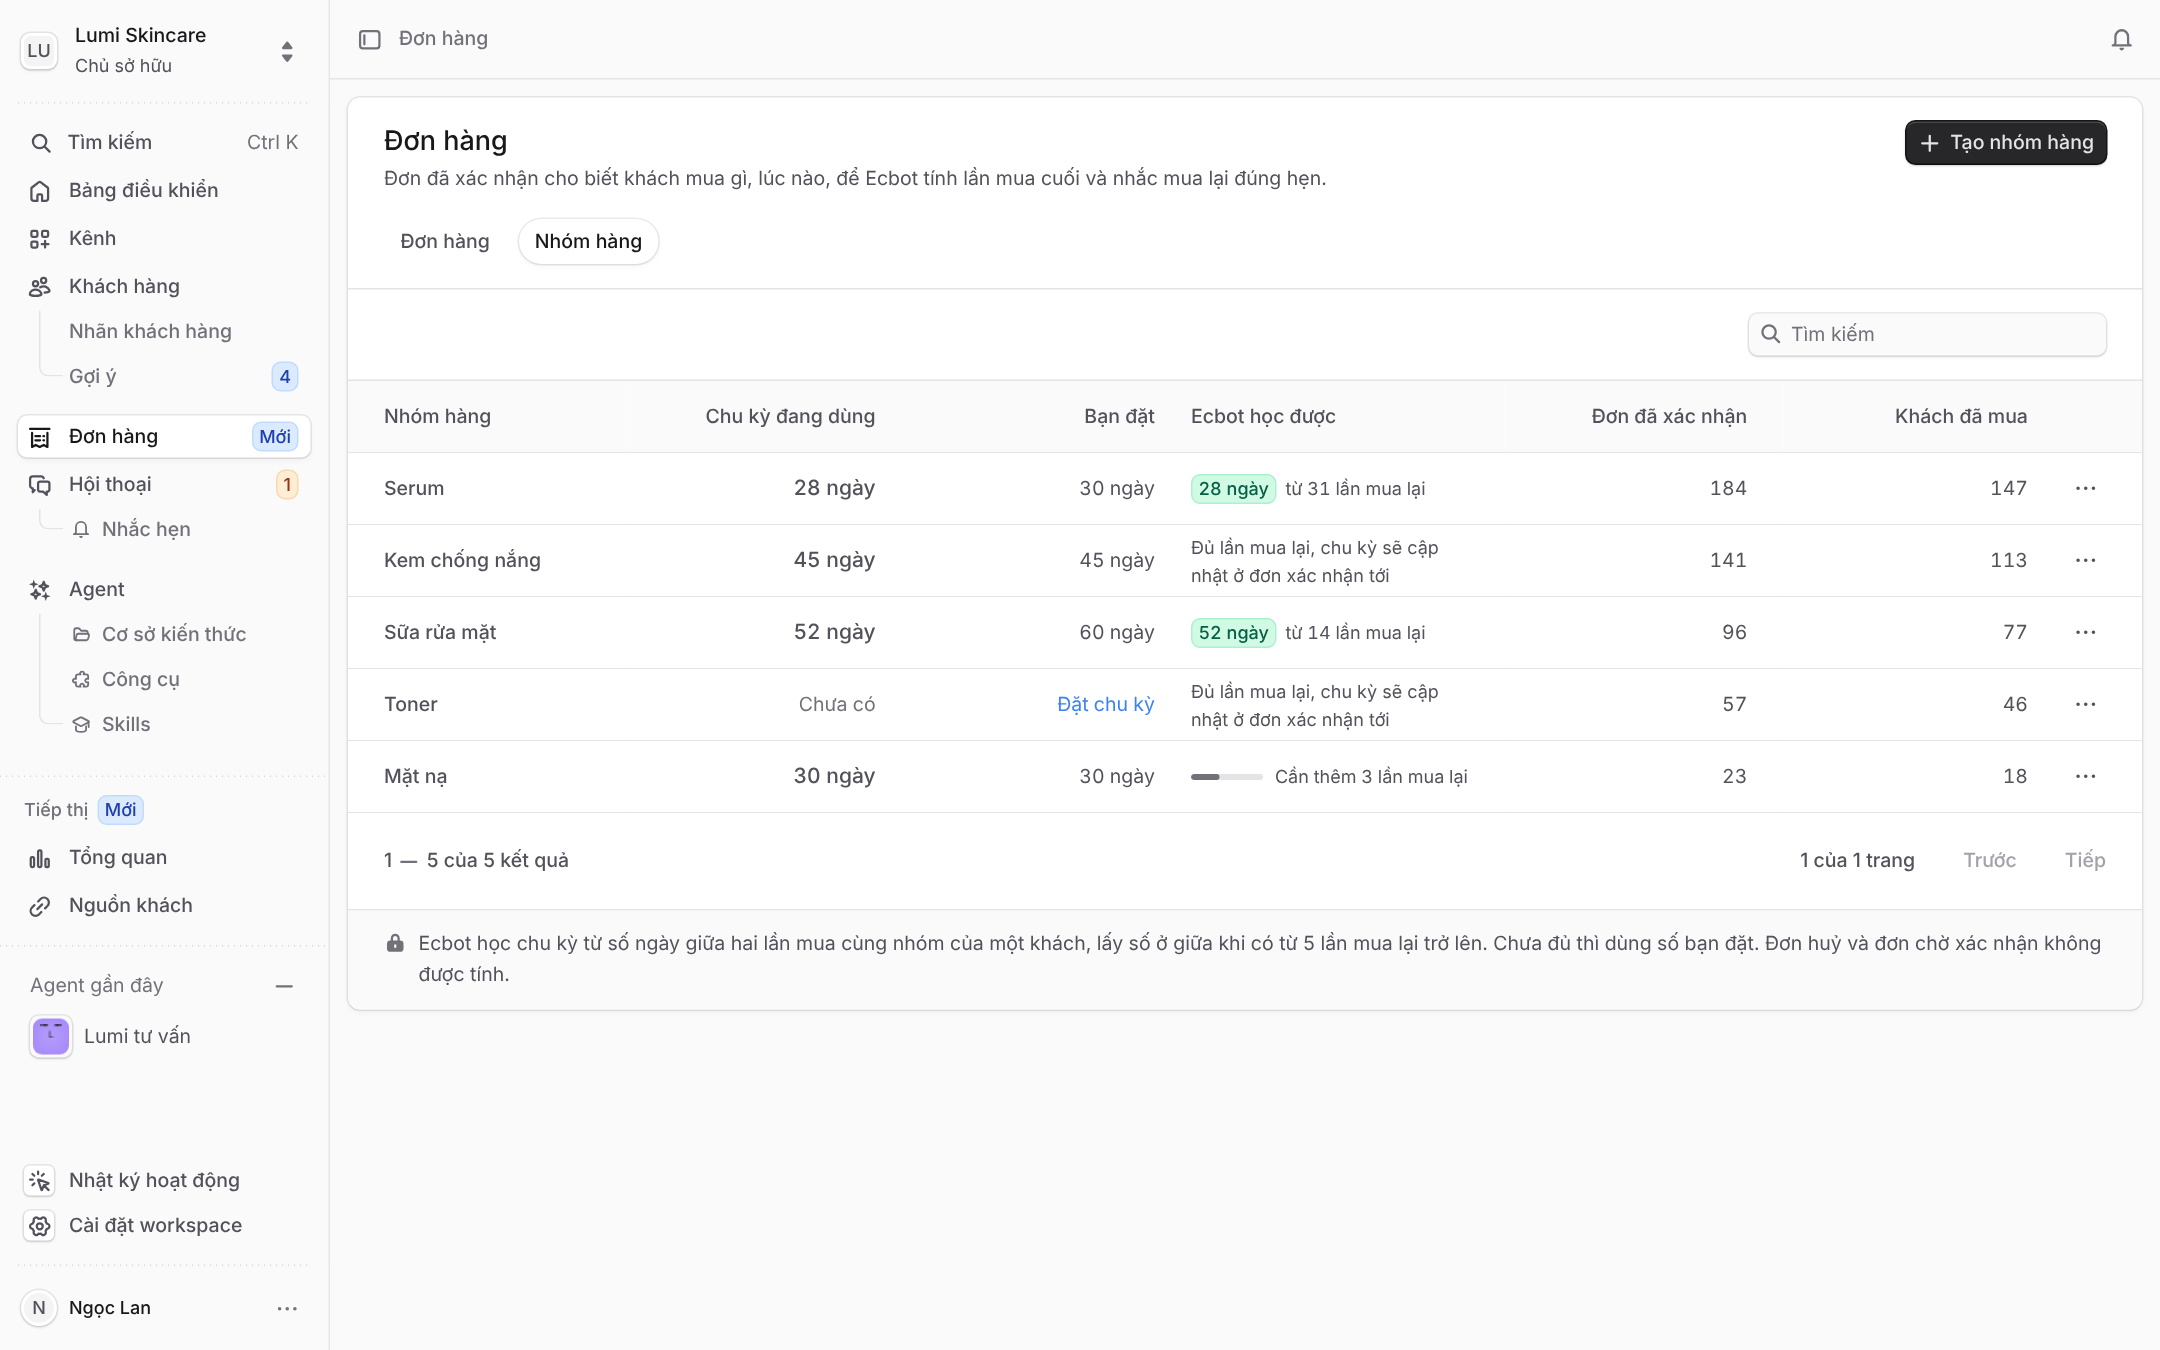 LU
Lumi Skincare
Chủ sở hữu
Tìm kiếm Ctrl K
Bảng điều khiển
Kênh
Khách hàng
Nhãn khách hàng
Gợi ý 4
Đơn hàng Mới
Hội thoại 1
Nhắc hẹn
Agent
Cơ sở kiến thức
Công cụ
Skills
Tiếp thị Mới
Tổng quan
Nguồn khách
Agent gần đây
Lumi tư vấn
Nhật ký hoạt động
Cài đặt workspace
N Ngọc Lan
Đơn hàng
Đơn hàng
Tạo nhóm hàng
Đơn đã xác nhận cho biết khách mua gì, lúc nào, để Ecbot tính lần mua cuối và nhắc mua lại đúng hẹn.
Đơn hàng Nhóm hàng
Tìm kiếm
Nhóm hàng Chu kỳ đang dùng Bạn đặt Ecbot học được Đơn đã xác nhận Khách đã mua
Serum 28 ngày 30 ngày 28 ngày từ 31 lần mua lại 184 147
Kem chống nắng 45 ngày 45 ngày Đủ lần mua lại, chu kỳ sẽ cập 141 113
nhật ở đơn xác nhận tới
Sữa rửa mặt 52 ngày 60 ngày 52 ngày từ 14 lần mua lại 96 77
Toner Chưa có Đặt chu kỳ Đủ lần mua lại, chu kỳ sẽ cập 57 46
nhật ở đơn xác nhận tới
Mặt nạ 30 ngày 30 ngày Cần thêm 3 lần mua lại 23 18
1 — 5 của 5 kết quả 1 của 1 trang Trước Tiếp
Ecbot học chu kỳ từ số ngày giữa hai lần mua cùng nhóm của một khách, lấy số ở giữa khi có từ 5 lần mua lại trở lên. Chưa đủ thì dùng số bạn đặt. Đơn huỷ và đơn chờ xác nhận không
được tính.